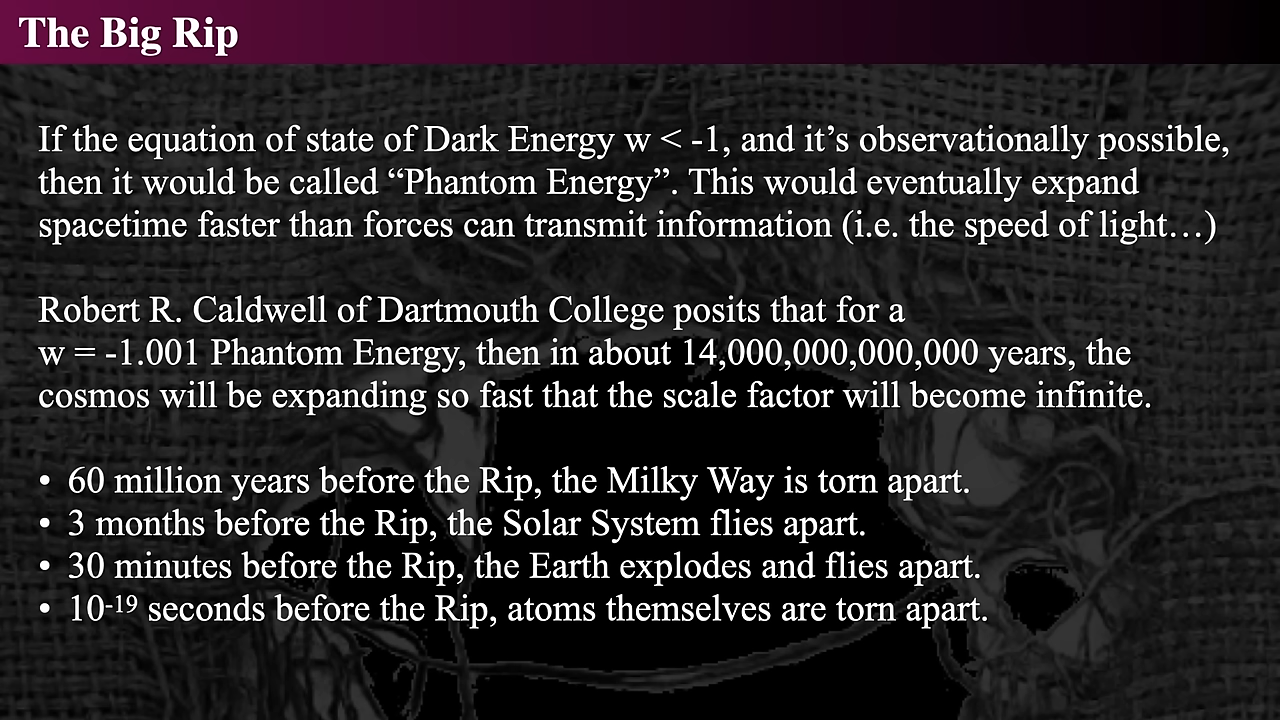 The Big Rip
If the equation of state of Dark Energy w < -1, and it’s observationally possible,
then it would be called “Phantom Energy”. This would eventually expand
spacetime faster than forces can transmit information (i.e. the speed of light…)
Robert R. Caldwell of Dartmouth College posits that for a
w = -1.001 Phantom Energy, then in about 14,000,000,000,000 years, the
cosmos will be expanding so fast that the scale factor will become infinite.
• 60 million years before the Rip, the Milky Way is torn apart.
• 3 months before the Rip, the Solar System flies apart.
• 30 minutes before the Rip, the Earth explodes and flies apart.
• 10⁻¹⁹ seconds before the Rip, atoms themselves are torn apart.